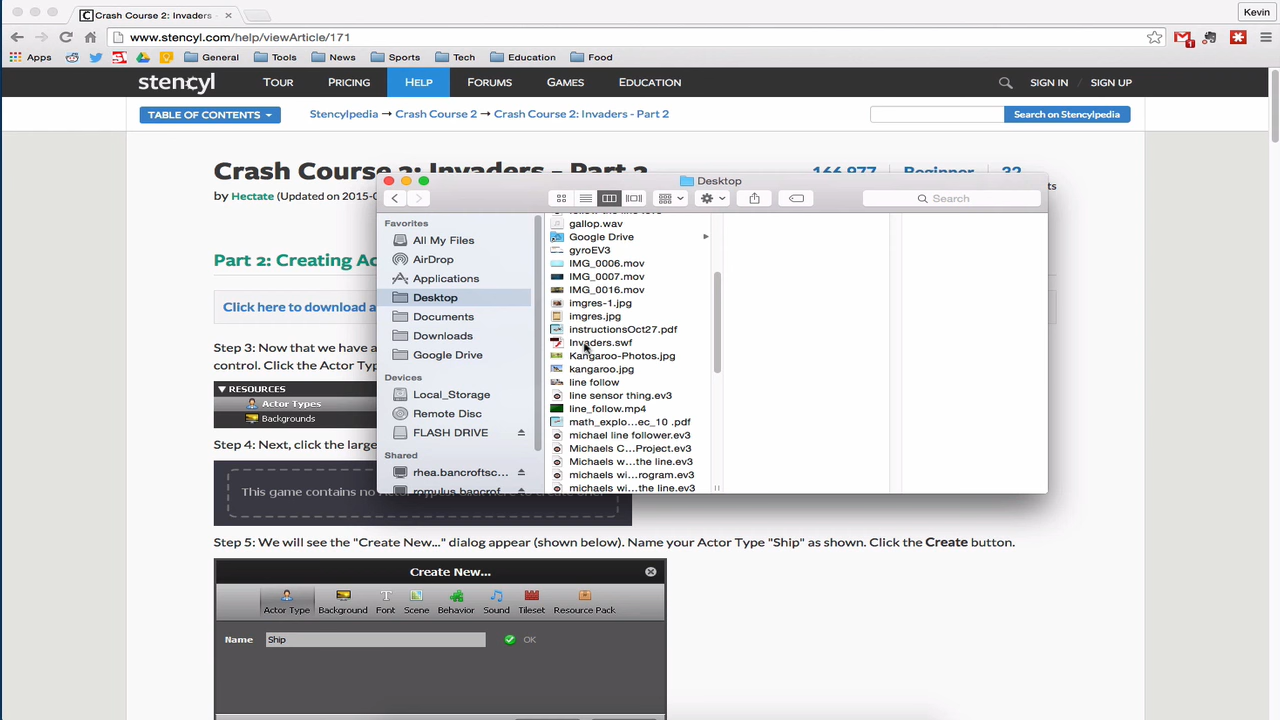 Crash Course 2: Invaders
Kevin
www.stencyl.com/help/viewArticle/171
1
Apps General Tools News Sports Tech Education Food
stencyl TOUR PRICING HELP FORUMS GAMES EDUCATION SIGN IN SIGN UP
TABLE OF CONTENTS Stencylpedia → Crash Course 2 → Crash Course 2: Invaders - Part 2 Search on Stencylpedia
Crash Course 2: Invaders - Part 2 166,977 Beginner 32
by Hectate (Updated on 2015-0
Part 2: Creating Ac
Click here to download a
Step 3: Now that we have a
control. Click the Actor Typ
RESOURCES
Actor Types
Backgrounds
Step 4: Next, click the large
This game contains no
Desktop
Search
Favorites
All My Files
AirDrop
Applications
Desktop
Documents
Downloads
Google Drive
Devices
Local_Storage
Remote Disc
FLASH DRIVE
Shared
rhea.bancroftsc...
romulus.bancrof
gallop.wav
Google Drive
gyroEV3
IMG_0006.mov
IMG_0007.mov
IMG_0016.mov
imgres-1.jpg
imgres.jpg
instructionsOct27.pdf
Invaders.swf
Kangaroo-Photos.jpg
kangaroo.jpg
line follow
line sensor thing.ev3
line_follow.mp4
math_explo...ec_10 .pdf
michael line follower.ev3
Michaels C...Project.ev3
Michaels w...the line.ev3
michaels wi...rogram.ev3
michaels wi...the line.ev3
Step 5: We will see the "Create New..." dialog appear (shown below). Name your Actor Type "Ship" as shown. Click the Create button.
Create New...
Actor Type Background Font Scene Behavior Sound Tileset Resource Pack
Name Ship OK